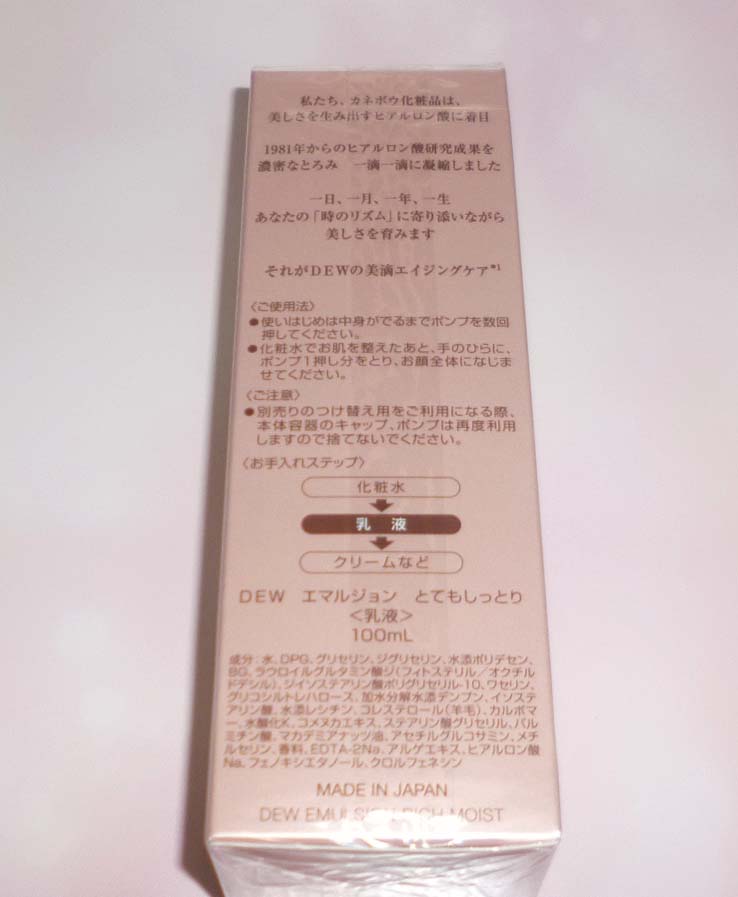 私たち、カネボウ化粧品は、
美しさを生み出すヒアルロン酸に着目
1981年からのヒアルロン酸研究成果を
濃密なとろみ　一滴一滴に凝縮しました
一日、一月、一年、一生
あなたの「時のリズム」に寄り添いながら
美しさを育みます
それがDEWの美滴エイジングケア*1
〈ご使用法〉
●使いはじめは中身がでるまでポンプを数回
押してください。
●化粧水でお肌を整えたあと、手のひらに、
ポンプ1押し分をとり、お顔全体になじま
せてください。
〈ご注意〉
●別売りのつけ替え用をご利用になる際、
本体容器のキャップ、ポンプは再度利用
しますので捨てないでください。
〈お手入れステップ〉
化粧水
乳液
クリームなど
DEW　エマルジョン　とてもしっとり
＜乳液＞
100mL
成分：水、DPG、グリセリン、ジグリセリン、水添ポリデセン、
BG、ラウロイルグルタミン酸ジ(フィトステリル／オクチル
ドデシル)、ジイソステアリン酸ポリグリセリル-10、ワセリン、
グリコシルトレハロース、加水分解水添デンプン、イソステ
アリン酸、水添レシチン、コレステロール(羊毛)、カルボマ
ー、水酸化K、コメヌカエキス、ステアリン酸グリセリル、パル
ミチン酸、マカデミアナッツ油、アセチルグルコサミン、メチ
ルセリン、香料、EDTA-2Na、アルゲエキス、ヒアルロン酸
Na、フェノキシエタノール、クロルフェネシン
MADE IN JAPAN
DEW EMULSION RICH MOIST